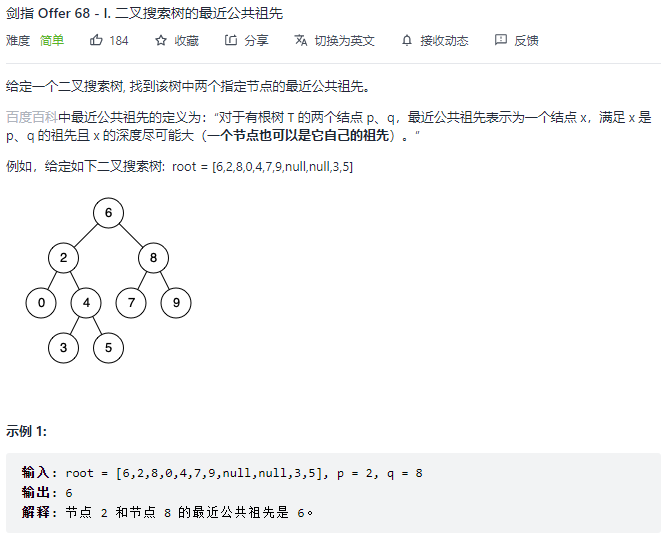 剑指 Offer 68 - I. 二叉搜索树的最近公共祖先
难度 简单 184 收藏 分享 切换为英文 接收动态 反馈
给定一个二叉搜索树, 找到该树中两个指定节点的最近公共祖先。
百度百科中最近公共祖先的定义为：“对于有根树 T 的两个结点 p、q，最近公共祖先表示为一个结点 x，满足 x 是
p、q 的祖先且 x 的深度尽可能大（一个节点也可以是它自己的祖先）。”
例如，给定如下二叉搜索树: root = [6,2,8,0,4,7,9,null,null,3,5]
6
2 8
0 4 7 9
3 5
示例 1:
输入: root = [6,2,8,0,4,7,9,null,null,3,5], p = 2, q = 8
输出: 6
解释: 节点 2 和节点 8 的最近公共祖先是 6。